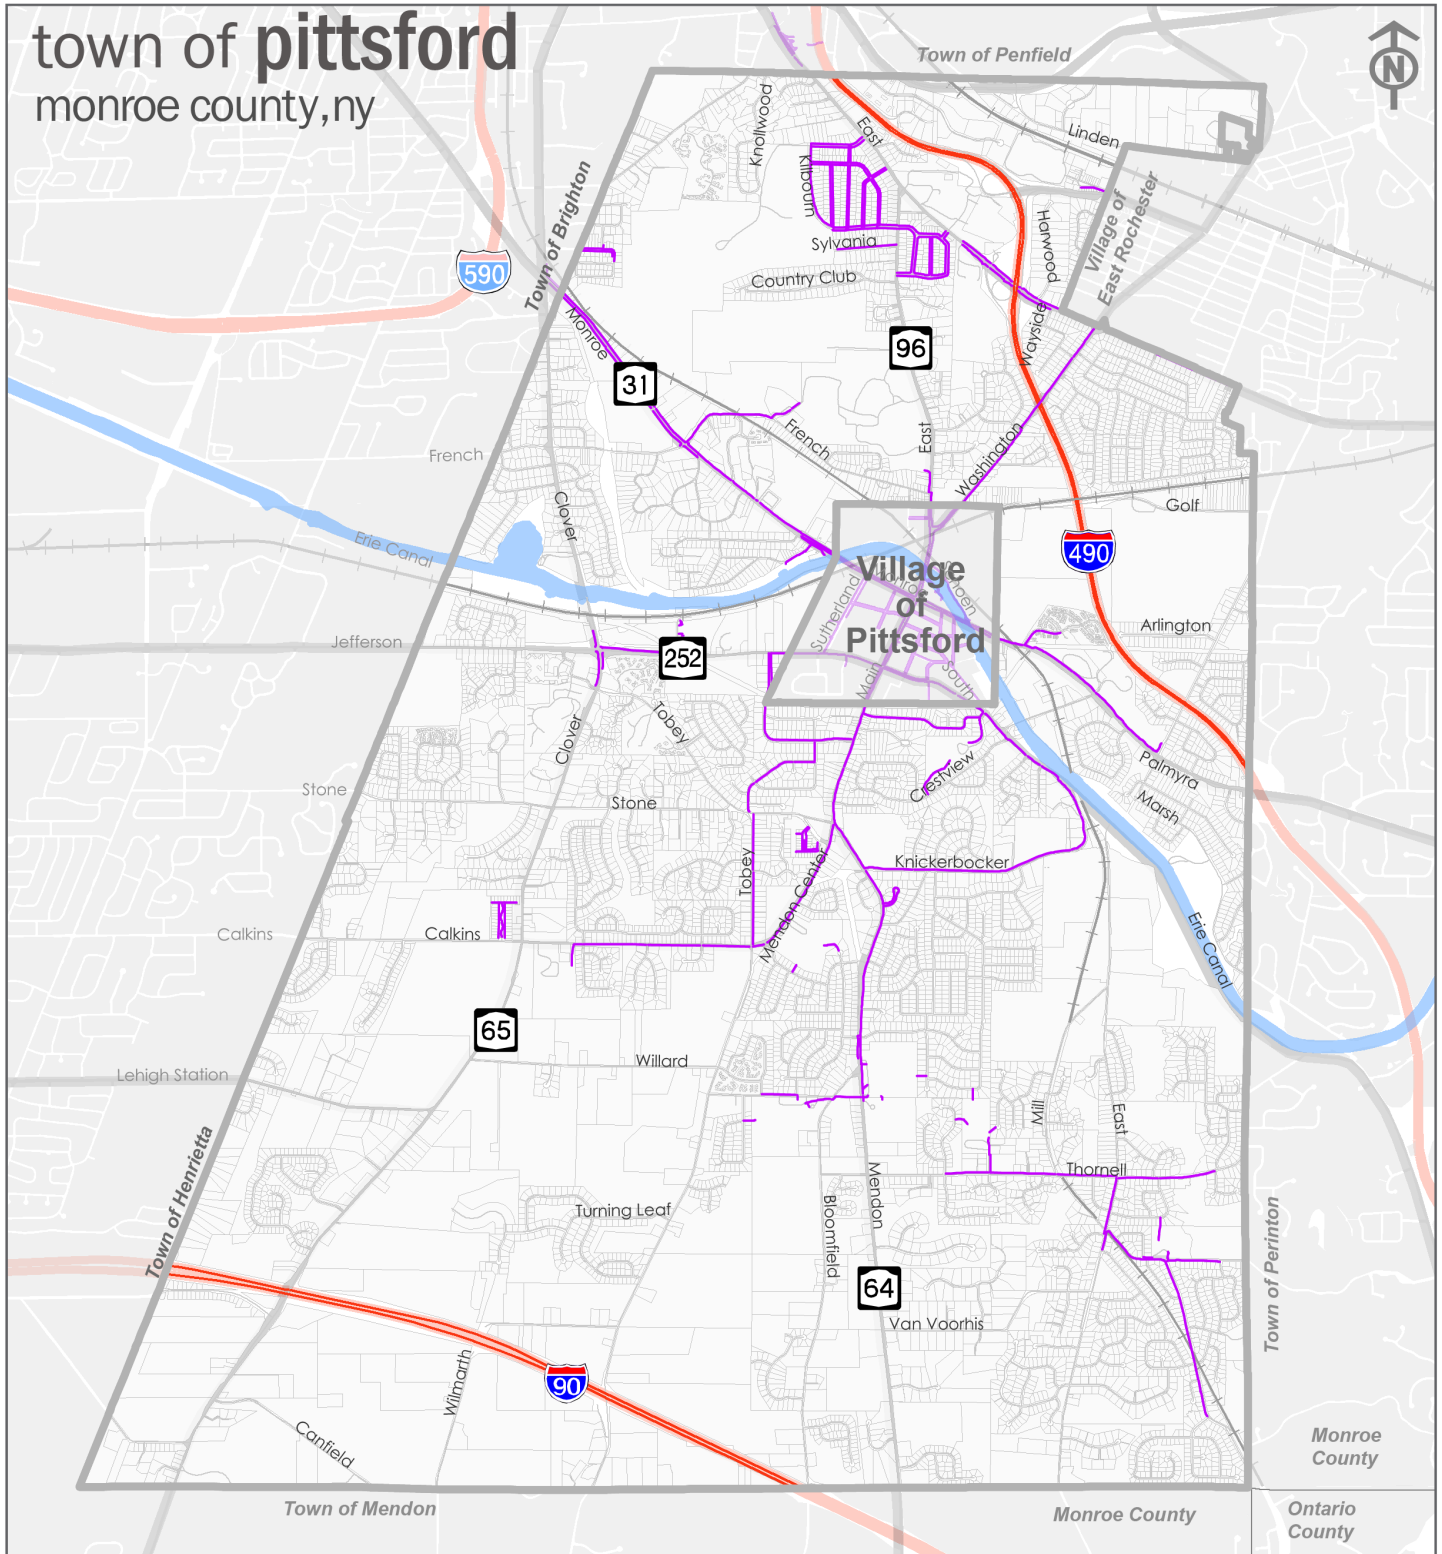 town of pittsford
monroe county,ny
Town of Penfield
N
Linden
Knollwood
East
Kilbourn
Town of Brighton
Village of
East Rochester
Harwood
Sylvania
590
Country Club
Monroe
Wayside
96
31
French
East
Washington
French
Clover
Golf
Erie Canal
490
Village
of
Pittsford
Sutherland
Jefferson
252
Arlington
Main
South
Clover
Tobey
Crestview
Palmyra
Stone
Stone
Marsh
Tobey
Mendon Center
Knickerbocker
Calkins
Calkins
Erie Canal
65
Willard
Lehigh Station
Mill
East
Town of Henrietta
Thornell
Mendon
Turning Leaf
Bloomfield
Town of Perinton
64
Van Voorhis
Wilmarth
90
Canfield
Monroe
County
Town of Mendon
Monroe County
Ontario
County